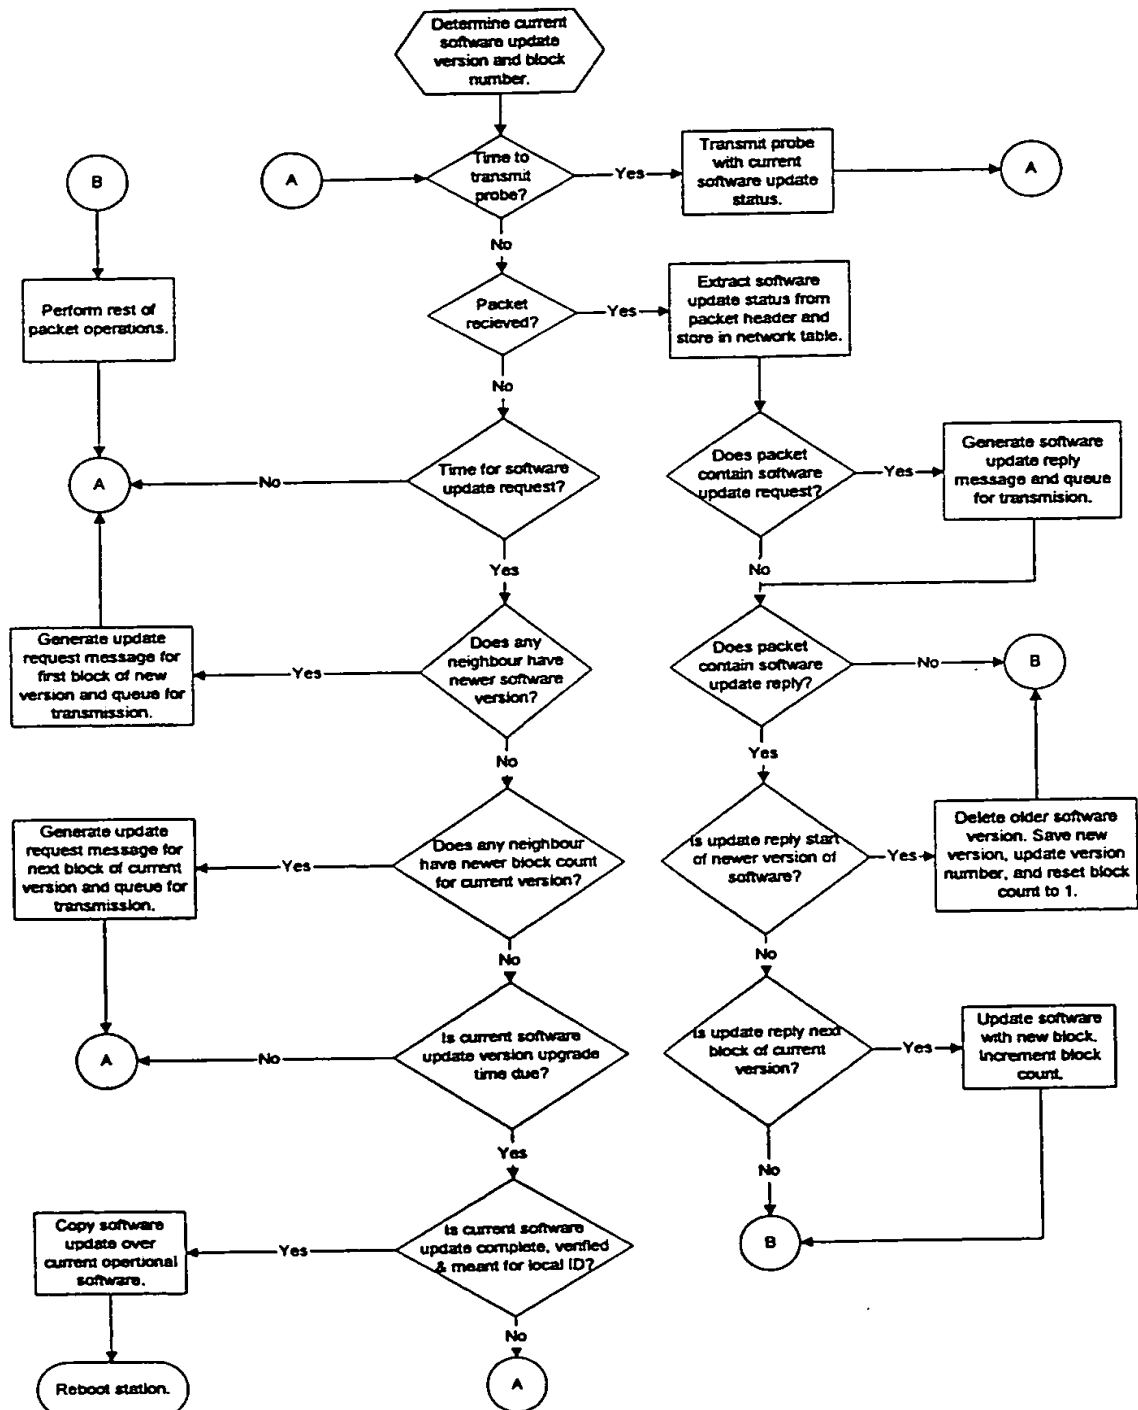 Determine current
software update
version and block
number.
B
A
Time to
transmit
probe?
Yes
Transmit probe
with current
software update
status.
A
No
Perform rest of
packet operations.
Packet
recieved?
Yes
Extract software
update status from
packet header and
store in network table.
No
A
No
Time for software
update request?
Does packet
contain software
update request?
Yes
Generate software
update reply
message and queue
for transmision.
Yes
No
Generate update
request message for
first block of new
version and queue for
transmission.
Yes
Does any
neighbour have
newer software
version?
Does packet
contain software
update reply?
No
B
No
Yes
Generate update
request message for
next block of current
version and queue for
transmission.
Yes
Does any neighbour
have newer block count
for current version?
Is update reply start
of newer version of
software?
Yes
Delete older software
version. Save new
version, update version
number, and reset block
count to 1.
No
No
A
No
Is current software
update version upgrade
time due?
Is update reply next
block of current
version?
Yes
Update software
with new block.
Increment block
count.
Yes
No
Copy software
update over
current opertional
software.
Yes
Is current software
update complete, verified
& meant for local ID?
B
No
Reboot station.
A